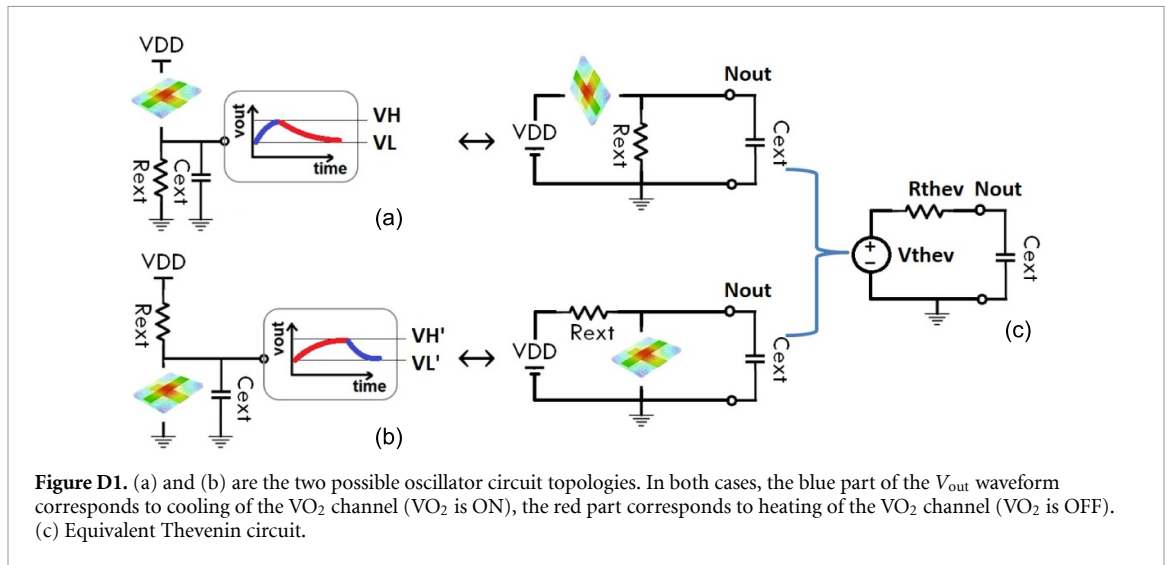 VDD
Rext
Cext
vout
time
VH
VL
(a)
VDD
Rext
Nout
Cext
VDD
Rext
Cext
vout
time
VH'
VL'
(b)
VDD
Rext
Nout
Cext
Rthev Nout
+
−
Vthev
Cext
(c)
Figure D1. (a) and (b) are the two possible oscillator circuit topologies. In both cases, the blue part of the Vout waveform
corresponds to cooling of the VO2 channel (VO2 is ON), the red part corresponds to heating of the VO2 channel (VO2 is OFF).
(c) Equivalent Thevenin circuit.